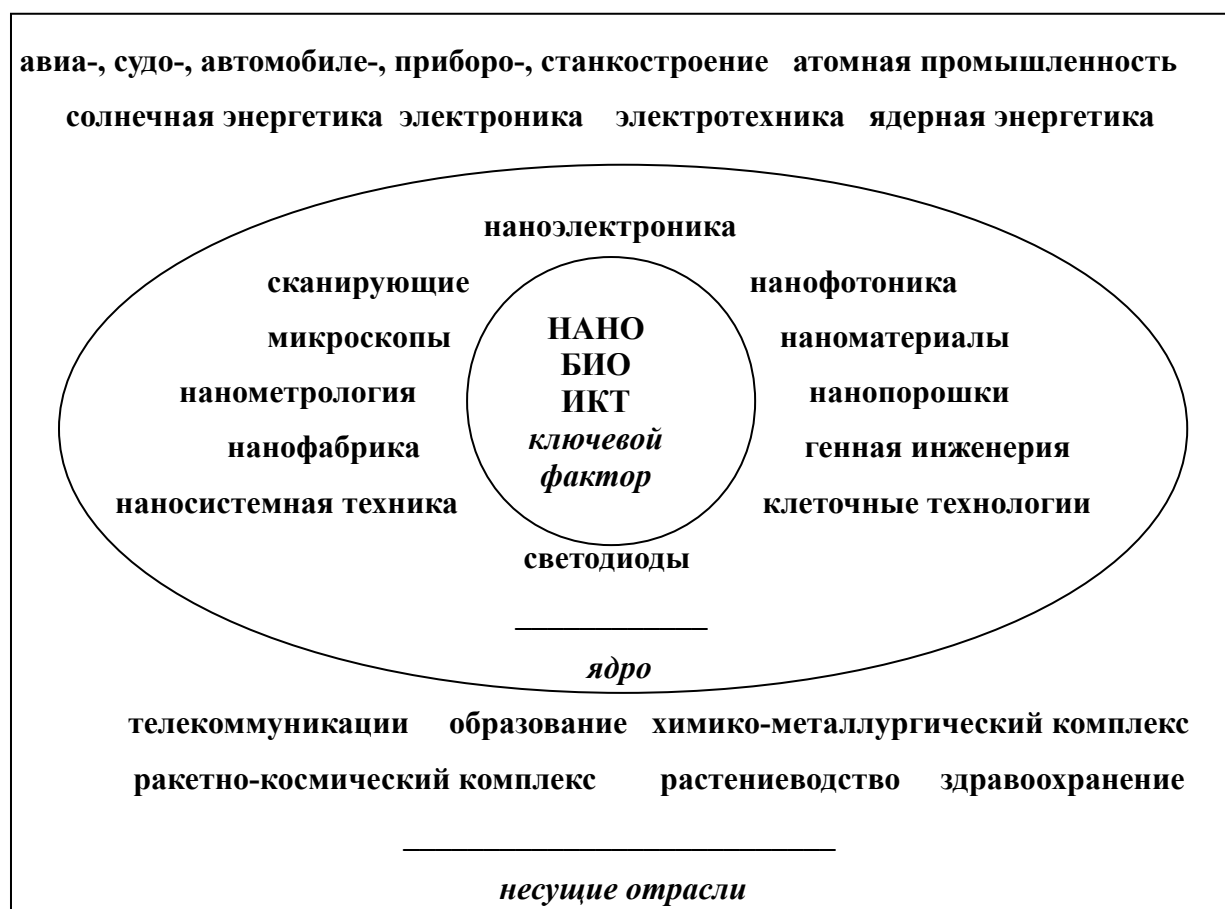 авиа-, судо-, автомобиле-, приборо-, станкостроение атомная промышленность
солнечная энергетика электроника электротехника ядерная энергетика
наноэлектроника
сканирующие нанофотоника
микроскопы НАНО наноматериалы
БИО
нанометрология ИКТ нанопорошки
нанофабрика ключевой генная инженерия
фактор
наносистемная техника клеточные технологии
светодиоды
ядро
телекоммуникации образование химико-металлургический комплекс
ракетно-космический комплекс растениеводство здравоохранение
несущие отрасли